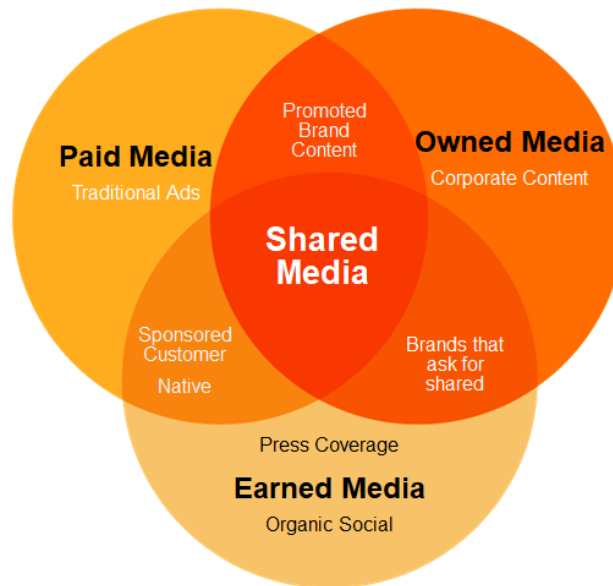 Promoted
Brand
Content
Paid Media
Traditional Ads
Owned Media
Corporate Content
Shared
Media
Sponsored
Customer
Native
Brands that
ask for
shared
Press Coverage
Earned Media
Organic Social